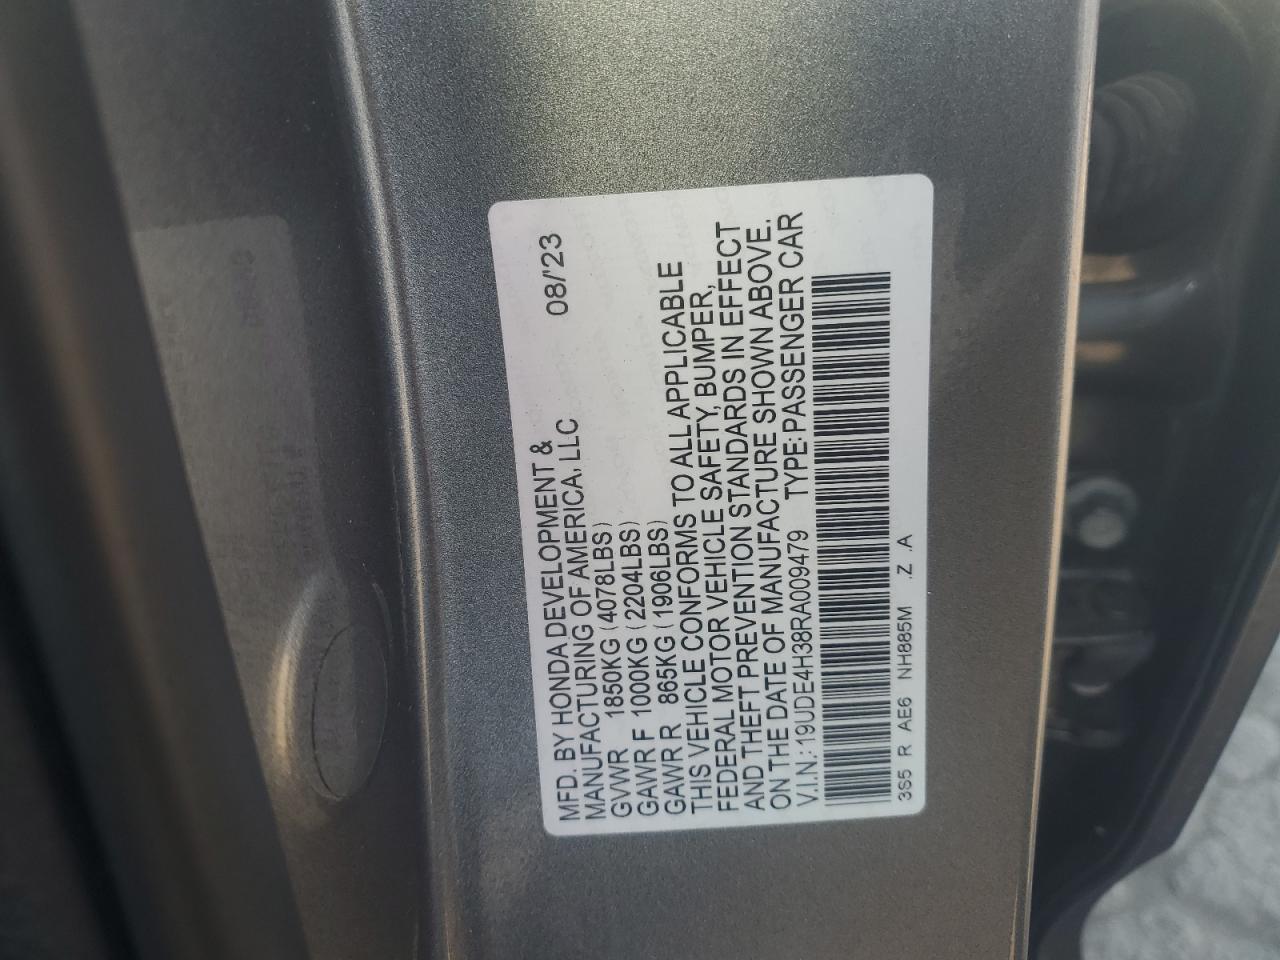 MFD. BY HONDA DEVELOPMENT & 08/'23
MANUFACTURING OF AMERICA, LLC
GVWR 1850KG (4078LBS)
GAWR F 1000KG (2204LBS)
GAWR R 865KG (1906LBS)
THIS VEHICLE CONFORMS TO ALL APPLICABLE
FEDERAL MOTOR VEHICLE SAFETY, BUMPER,
AND THEFT PREVENTION STANDARDS IN EFFECT
ON THE DATE OF MANUFACTURE SHOWN ABOVE.
V.I.N.: 19UDE4H38RA009479 TYPE: PASSENGER CAR
3S5 R AE6 NH885M .Z .A